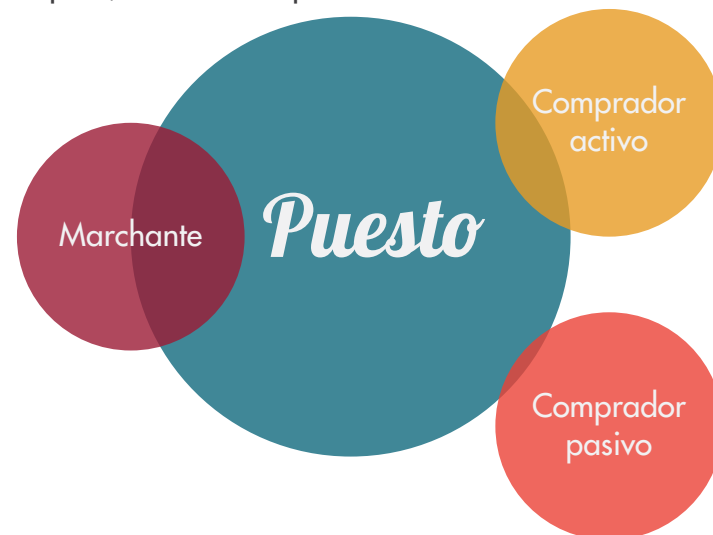 Comprador
activo
Marchante
Puesto
Comprador
pasivo